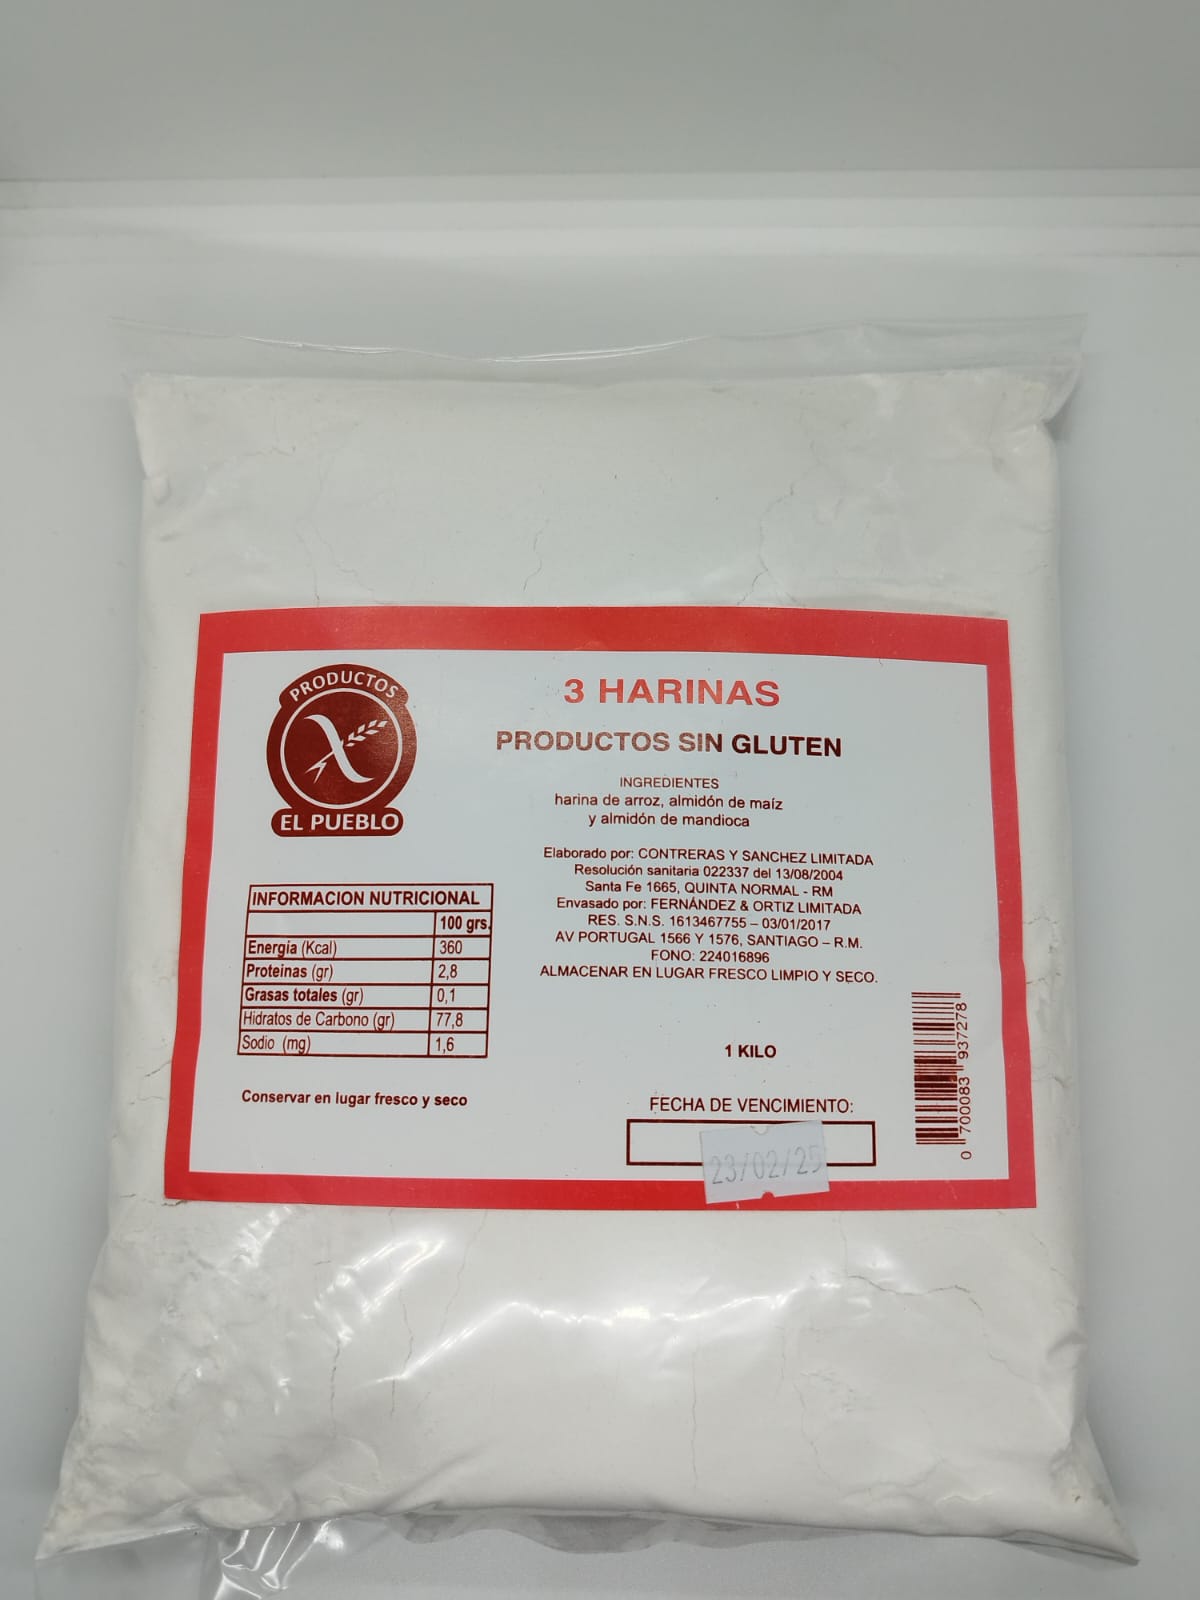 PRODUCTOS
EL PUEBLO
3 HARINAS
PRODUCTOS SIN GLUTEN
INGREDIENTES
harina de arroz, almidón de maíz
y almidón de mandioca
Elaborado por: CONTRERAS Y SANCHEZ LIMITADA
Resolución sanitaria 022337 del 13/08/2004
Santa Fe 1665, QUINTA NORMAL - RM
Envasado por: FERNÁNDEZ & ORTIZ LIMITADA
RES. S.N.S. 1613467755 – 03/01/2017
AV PORTUGAL 1566 Y 1576, SANTIAGO – R.M.
FONO: 224016896
ALMACENAR EN LUGAR FRESCO LIMPIO Y SECO.
INFORMACION NUTRICIONAL
100 grs.
Energía (Kcal) 360
Proteinas (gr) 2,8
Grasas totales (gr) 0,1
Hidratos de Carbono (gr) 77,8
Sodio (mg) 1,6
Conservar en lugar fresco y seco
1 KILO
FECHA DE VENCIMIENTO:
23/02/25
0 700083 937278